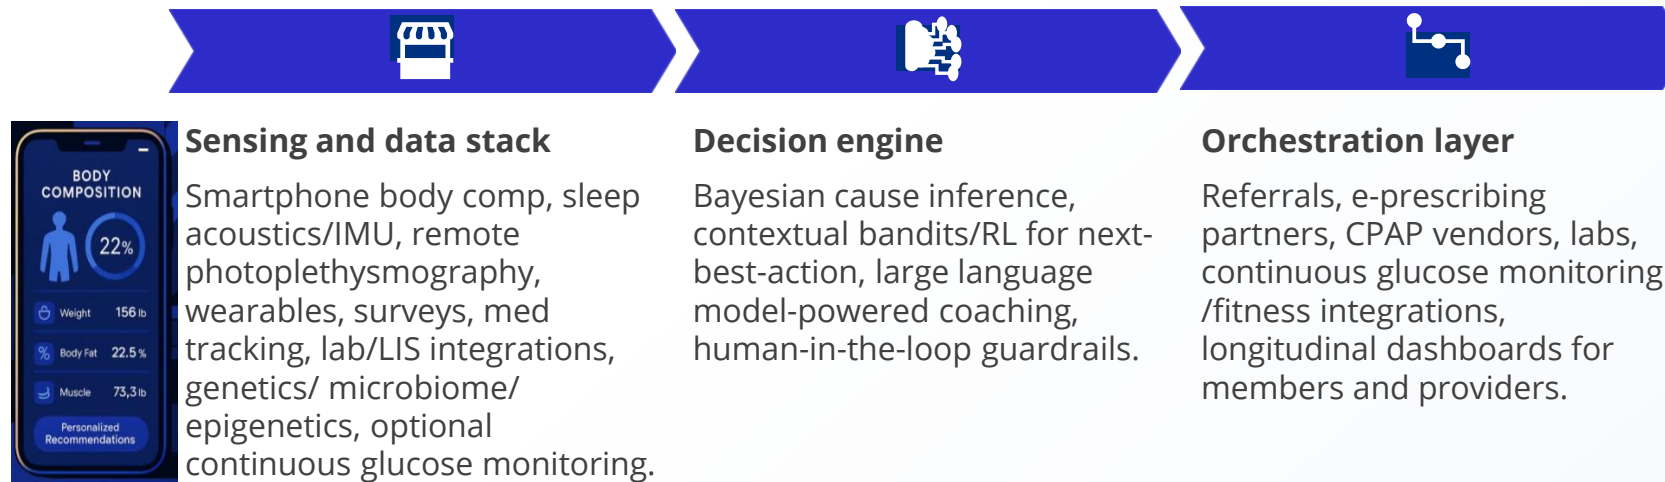 BODY
COMPOSITION
22%
Weight 156 lb
% Body Fat 22.5 %
Muscle 73,3 lb
Personalized
Recommendations
Sensing and data stack
Smartphone body comp, sleep
acoustics/IMU, remote
photoplethysmography,
wearables, surveys, med
tracking, lab/LIS integrations,
genetics/ microbiome/
epigenetics, optional
continuous glucose monitoring.
Decision engine
Bayesian cause inference,
contextual bandits/RL for next-
best-action, large language
model-powered coaching,
human-in-the-loop guardrails.
Orchestration layer
Referrals, e-prescribing
partners, CPAP vendors, labs,
continuous glucose monitoring
/fitness integrations,
longitudinal dashboards for
members and providers.